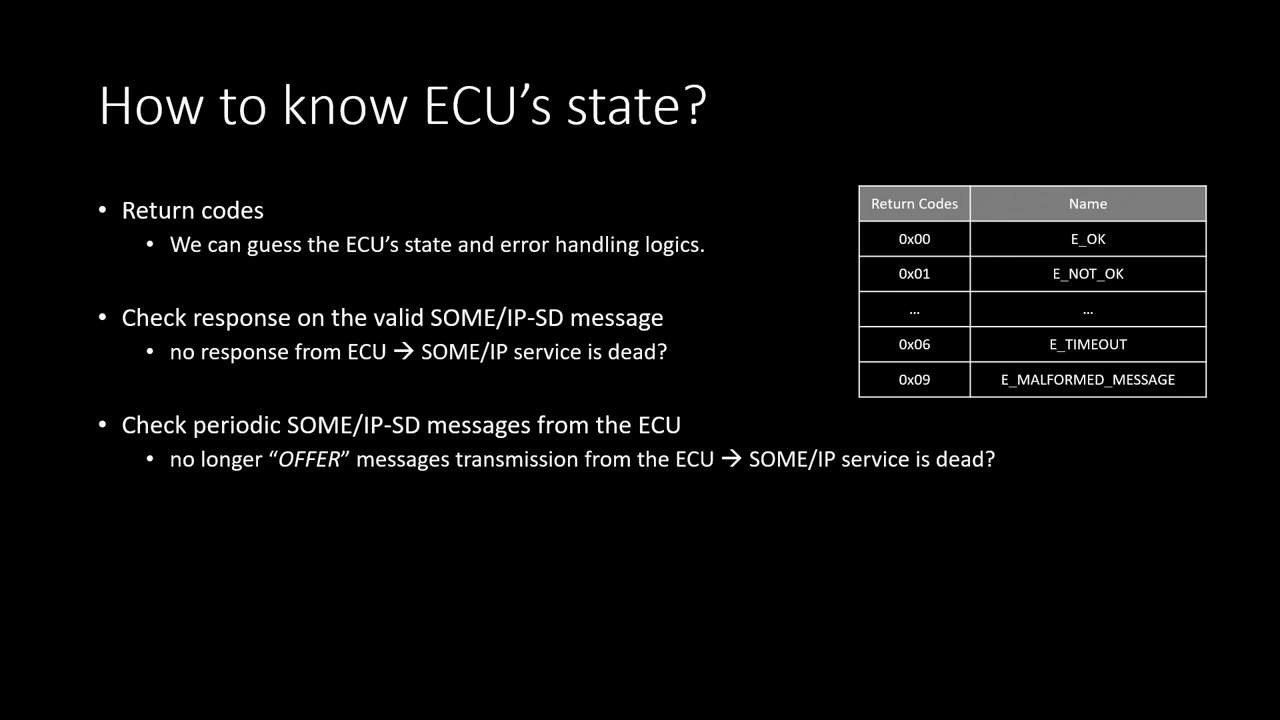 How to know ECU’s state?
• Return codes
• We can guess the ECU’s state and error handling logics.
• Check response on the valid SOME/IP-SD message
• no response from ECU → SOME/IP service is dead?
• Check periodic SOME/IP-SD messages from the ECU
• no longer “OFFER” messages transmission from the ECU → SOME/IP service is dead?
Return Codes Name
0x00 E_OK
0x01 E_NOT_OK
... ...
0x06 E_TIMEOUT
0x09 E_MALFORMED_MESSAGE